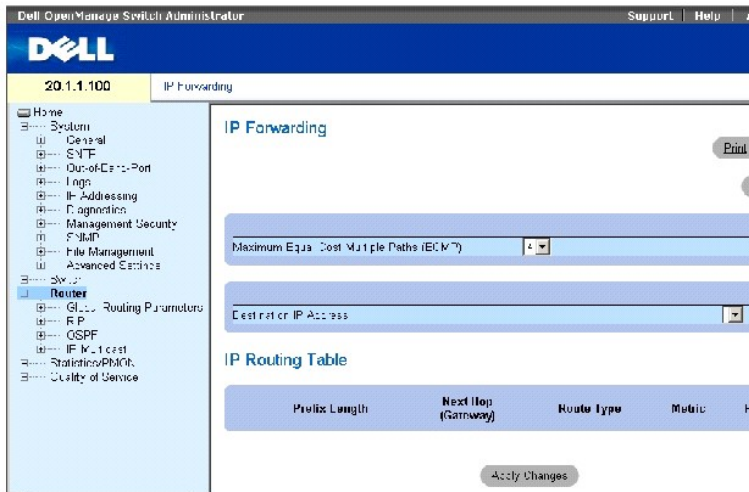 Dell OpenManage Switch Administrator
Support | Help |
DELL
20.1.1.100
IP Forwarding
Home
System
General
SNTP
Out-of-Band-Port
Logs
IP Addressing
Diagnostics
Management Security
SNMP
File Management
Advanced Settings
Switch
Router
Global Routing Parameters
RIP
OSPF
IP Multicast
Statistics/RMON
Quality of Service
IP Forwarding
Print
Maximum Equal Cost Multiple Paths (ECMP)
4
Destination IP Address
IP Routing Table
Prefix Length
Next Hop
(Gateway)
Route Type
Metric
Apply Changes